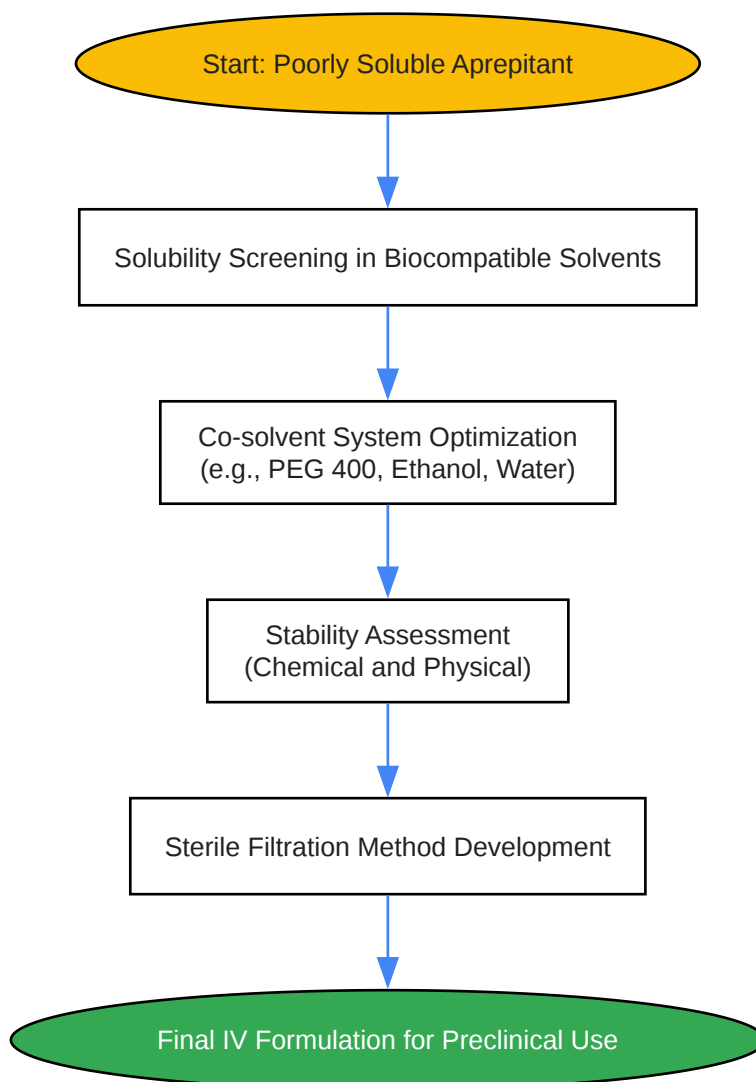 Start: Poorly Soluble Aprepitant
Solubility Screening in Biocompatible Solvents
Co-solvent System Optimization
(e.g., PEG 400, Ethanol, Water)
Stability Assessment
(Chemical and Physical)
Sterile Filtration Method Development
Final IV Formulation for Preclinical Use